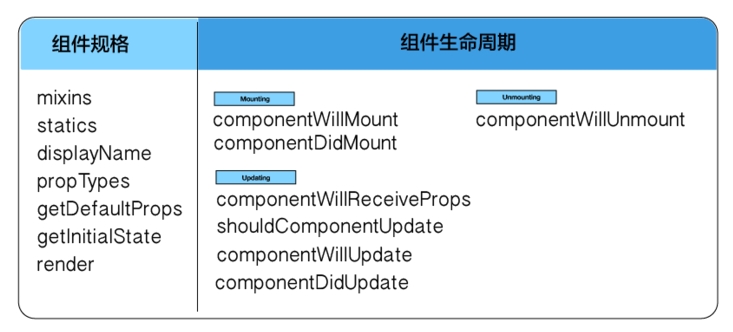 组件规格
组件生命周期
mixins
statics
displayName
propTypes
getDefaultProps
getInitialState
render
Mounting
componentWillMount
componentDidMount
Updating
componentWillReceiveProps
shouldComponentUpdate
componentWillUpdate
componentDidUpdate
Unmounting
componentWillUnmount